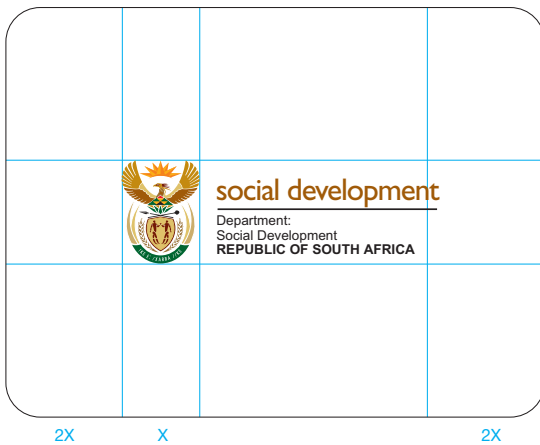 social development
Department:
Social Development
REPUBLIC OF SOUTH AFRICA
2X X 2X